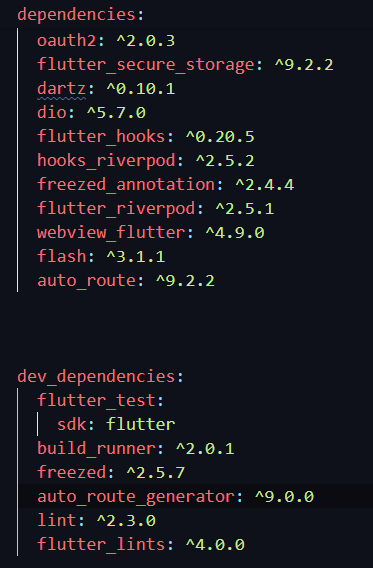 dependencies:
oauth2: ^2.0.3
flutter_secure_storage: ^9.2.2
dartz: ^0.10.1
dio: ^5.7.0
flutter_hooks: ^0.20.5
hooks_riverpod: ^2.5.2
freezed_annotation: ^2.4.4
flutter_riverpod: ^2.5.1
webview_flutter: ^4.9.0
flash: ^3.1.1
auto_route: ^9.2.2
dev_dependencies:
flutter_test:
sdk: flutter
build_runner: ^2.0.1
freezed: ^2.5.7
auto_route_generator: ^9.0.0
lint: ^2.3.0
flutter_lints: ^4.0.0